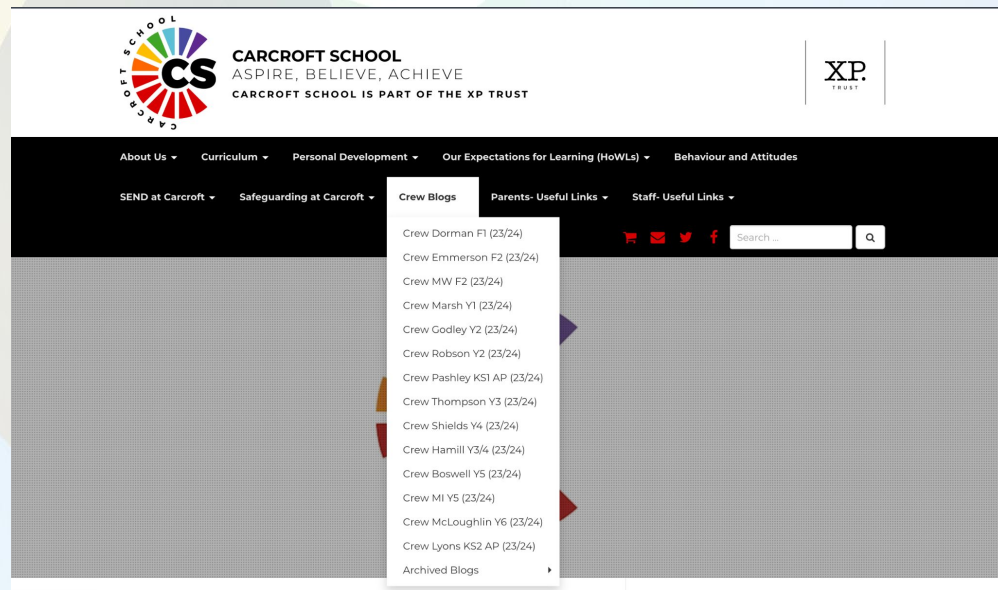 CARCROFT SCHOOL
CS
CARCROFT SCHOOL
ASPIRE, BELIEVE, ACHIEVE
CARCROFT SCHOOL IS PART OF THE XP TRUST
XP.
TRUST
About Us Curriculum Personal Development Our Expectations for Learning (HoWLs) Behaviour and Attitudes
SEND at Carcroft Safeguarding at Carcroft Crew Blogs Parents- Useful Links Staff- Useful Links
Search ...
Crew Dorman F1 (23/24)
Crew Emmerson F2 (23/24)
Crew MW F2 (23/24)
Crew Marsh Y1 (23/24)
Crew Godley Y2 (23/24)
Crew Robson Y2 (23/24)
Crew Pashley KS1 AP (23/24)
Crew Thompson Y3 (23/24)
Crew Shields Y4 (23/24)
Crew Hamill Y3/4 (23/24)
Crew Boswell Y5 (23/24)
Crew MI Y5 (23/24)
Crew McLoughlin Y6 (23/24)
Crew Lyons KS2 AP (23/24)
Archived Blogs